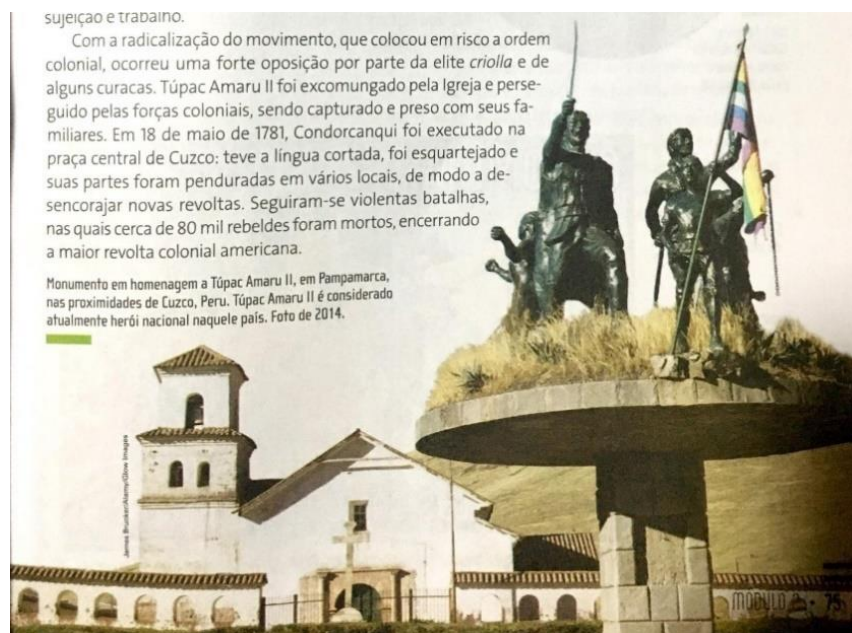 sujeição e trabalho.
Com a radicalização do movimento, que colocou em risco a ordem
colonial, ocorreu uma forte oposição por parte da elite criolla e de
alguns curacas. Túpac Amaru II foi excomungado pela Igreja e perse-
guido pelas forças coloniais, sendo capturado e preso com seus fa-
miliares. Em 18 de maio de 1781, Condorcanqui foi executado na
praça central de Cuzco: teve a língua cortada, foi esquartejado e
suas partes foram penduradas em vários locais, de modo a de-
sencorajar novas revoltas. Seguiram-se violentas batalhas,
nas quais cerca de 80 mil rebeldes foram mortos, encerrando
a maior revolta colonial americana.
Monumento em homenagem a Túpac Amaru II, em Pampamarca,
nas proximidades de Cuzco, Peru. Túpac Amaru II é considerado
atualmente herói nacional naquele país. Foto de 2014.
James Brunker/Alamy/Glow Images
MÓDULO • 75